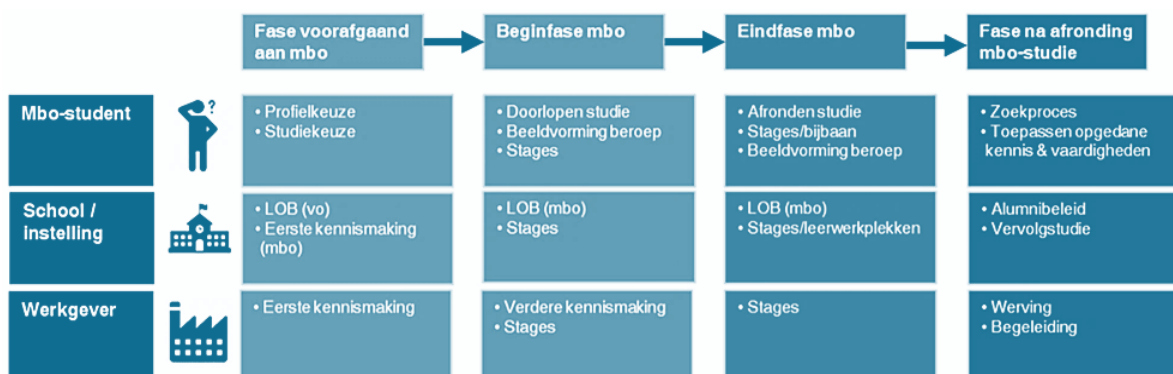 Fase voorafgaand
aan mbo
Beginfase mbo
Eindfase mbo
Fase na afronding
mbo-studie
Mbo-student
?
• Profielkeuze
• Studiekeuze
• Doorlopen studie
• Beeldvorming beroep
• Stages
• Afronden studie
• Stages/bijbaan
• Beeldvorming beroep
• Zoekproces
• Toepassen opgedane
kennis & vaardigheden
School /
instelling
• LOB (vo)
• Eerste kennismaking
(mbo)
• LOB (mbo)
• Stages
• LOB (mbo)
• Stages/leerwerkplekken
• Alumnibeleid
• Vervolgstudie
Werkgever
• Eerste kennismaking
• Verdere kennismaking
• Stages
• Stages
• Werving
• Begeleiding